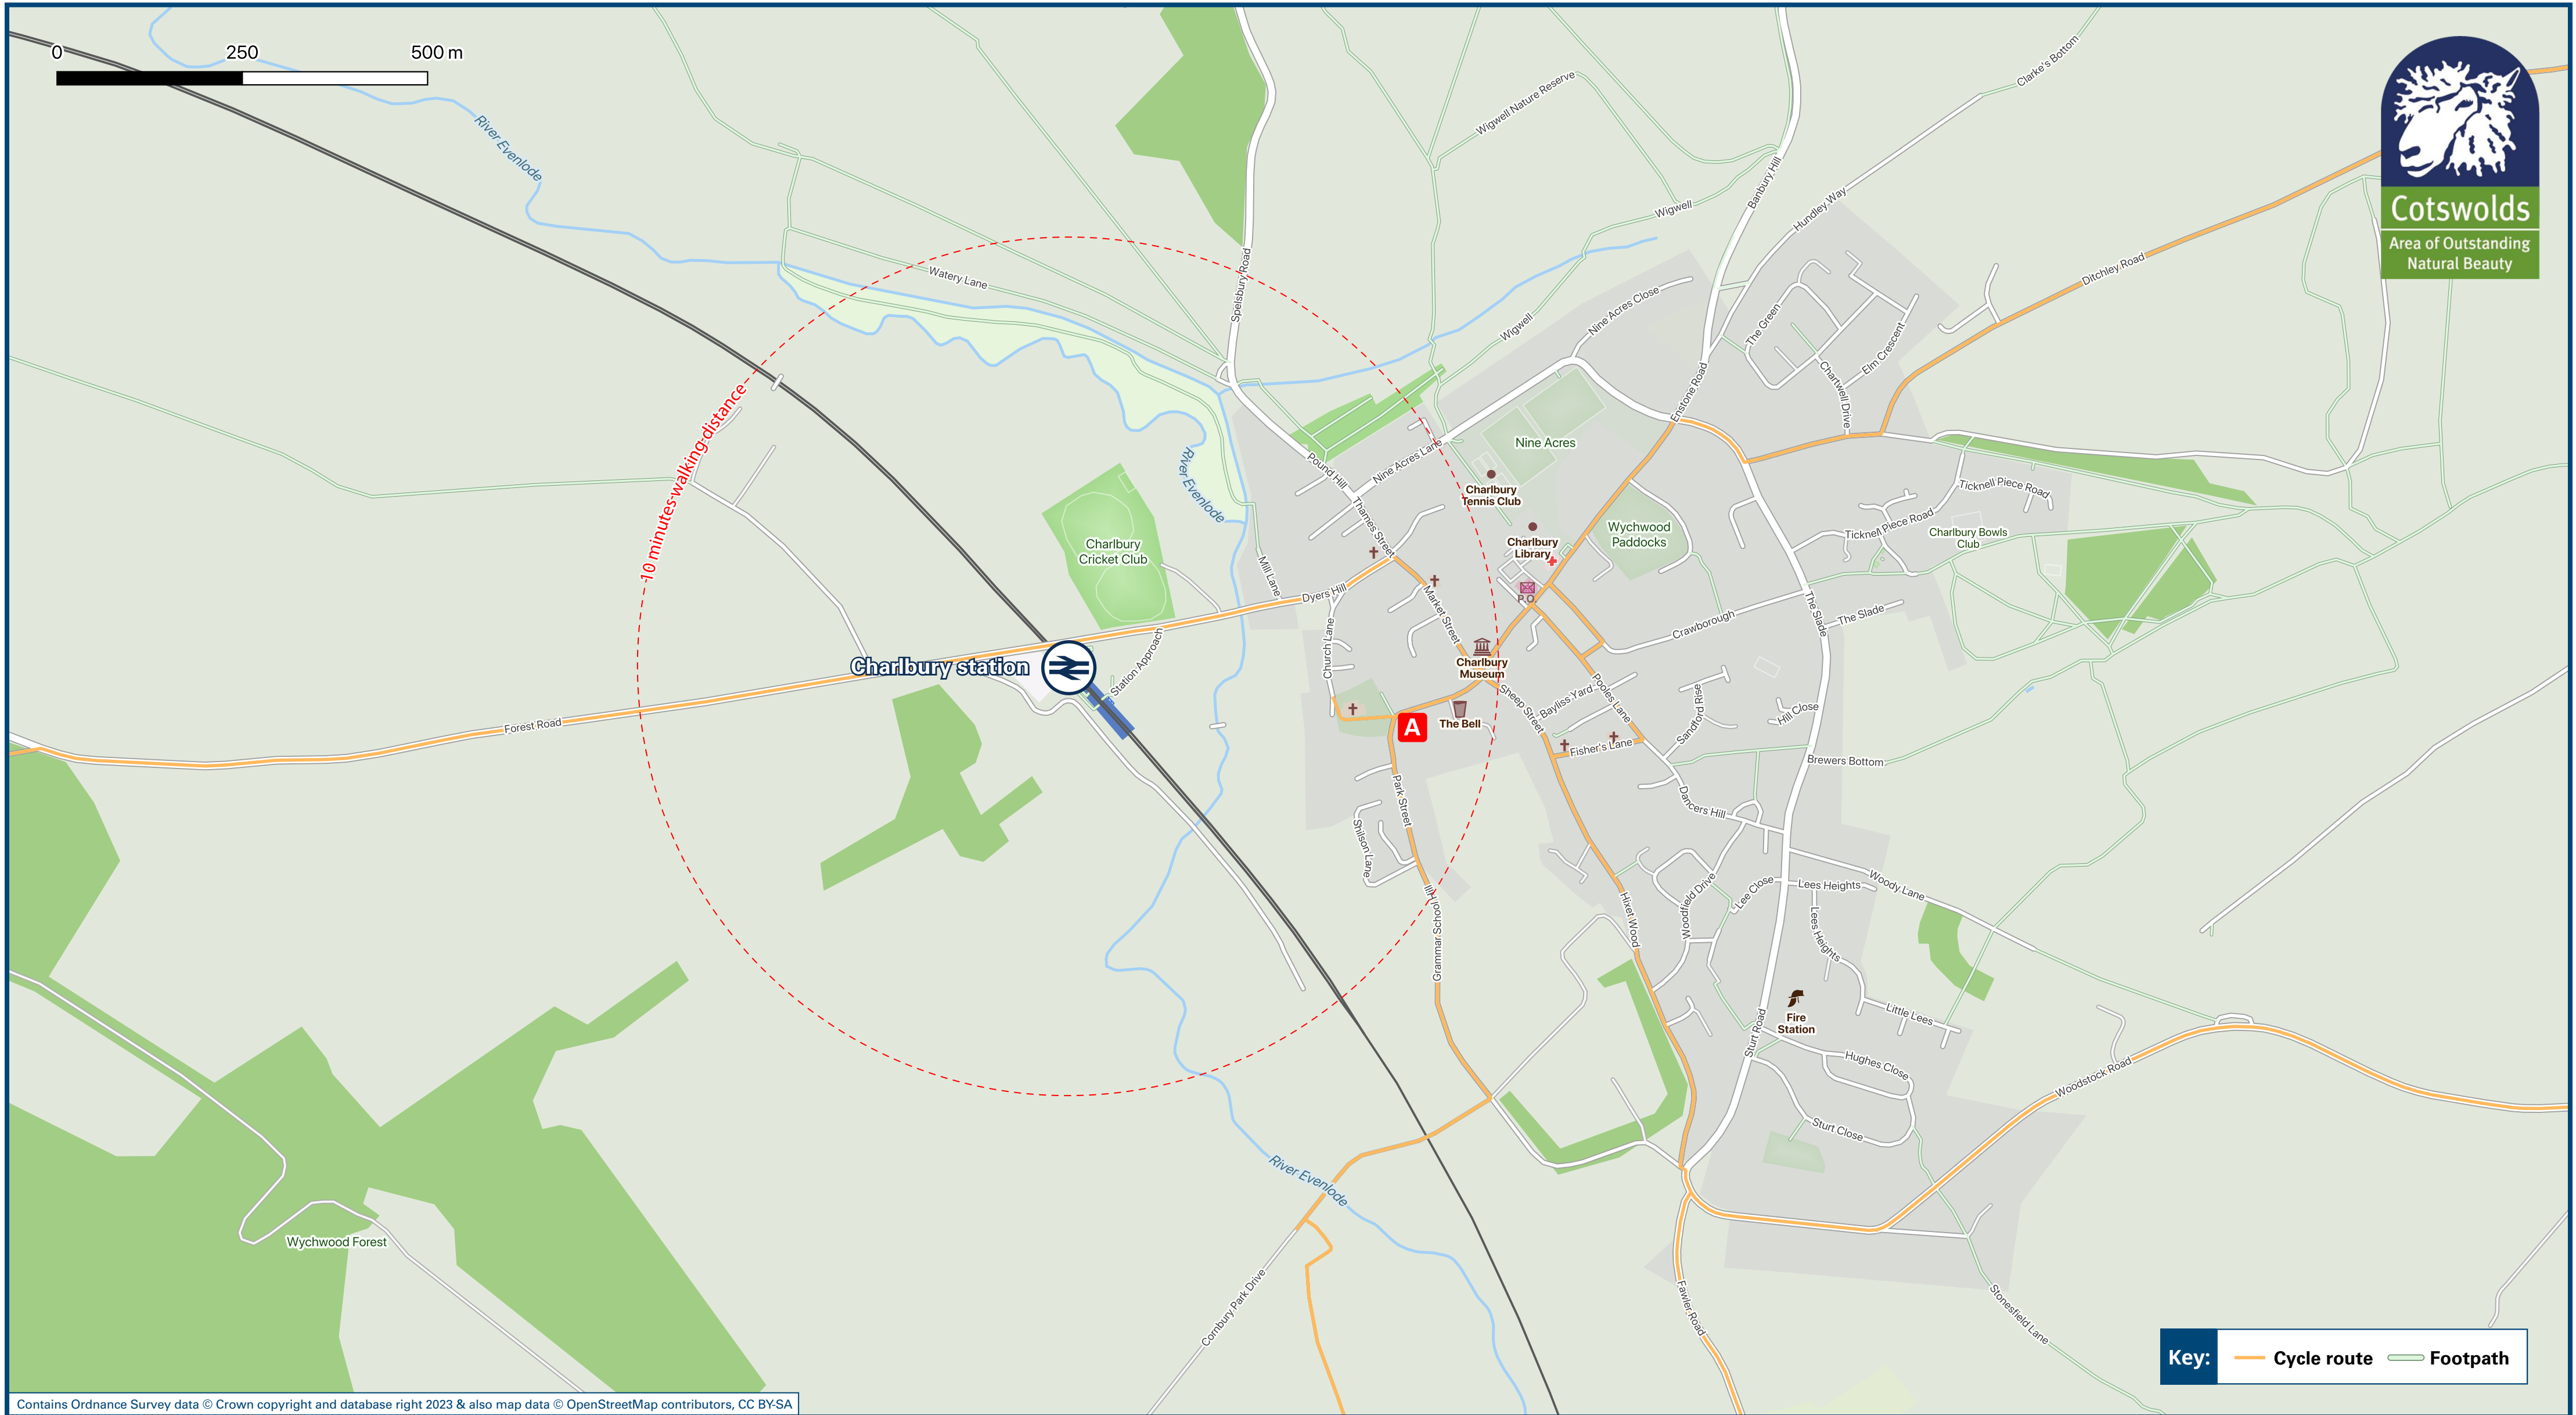 0 250 500 m
River Evenlode
Wigwell Nature Reserve
Clarke's Bottom
Banbury Hill
Hundley Way
Wigwell
Cotswolds
Area of Outstanding
Natural Beauty
Ditchley Road
Watery Lane
Spelsbury Road
Nine Acres Close
Wigwell
The Green
Elm Crescent
Chartwell Drive
Enstone Road
10 minutes walking distance
River Evenlode
Pound Hill
Nine Acres Lane
Nine Acres
Charlbury
Tennis Club
Thames Street
Ticknell Piece Road
Ticknell Piece Road
Charlbury Bowls
Club
Wychwood
Paddocks
Charlbury
Library
Charlbury
Cricket Club
Mill Lane
Dyers Hill
P.O.
Market Street
Crawborough
The Slade
The Slade
Church Lane
Charlbury station
Station Approach
Charlbury
Museum
Sheep Street
Bayliss Yard
Pooles Lane
Sandford Rise
Hill Close
Forest Road
A
The Bell
Fisher's Lane
Brewers Bottom
Park Street
Shilson Lane
Dancers Hill
Woody Lane
Lees Heights
Lee Close
Woodfield Drive
Grammar School Hill
Hixet Wood
Lees Heights
Little Lees
Fire
Station
Sturt Road
Hughes Close
Woodstock Road
Sturt Close
River Evenlode
Wychwood Forest
Cornbury Park Drive
Fawler Road
Stonesfield Lane
Key: Cycle route Footpath
Contains Ordnance Survey data © Crown copyright and database right 2023 & also map data © OpenStreetMap contributors, CC BY-SA